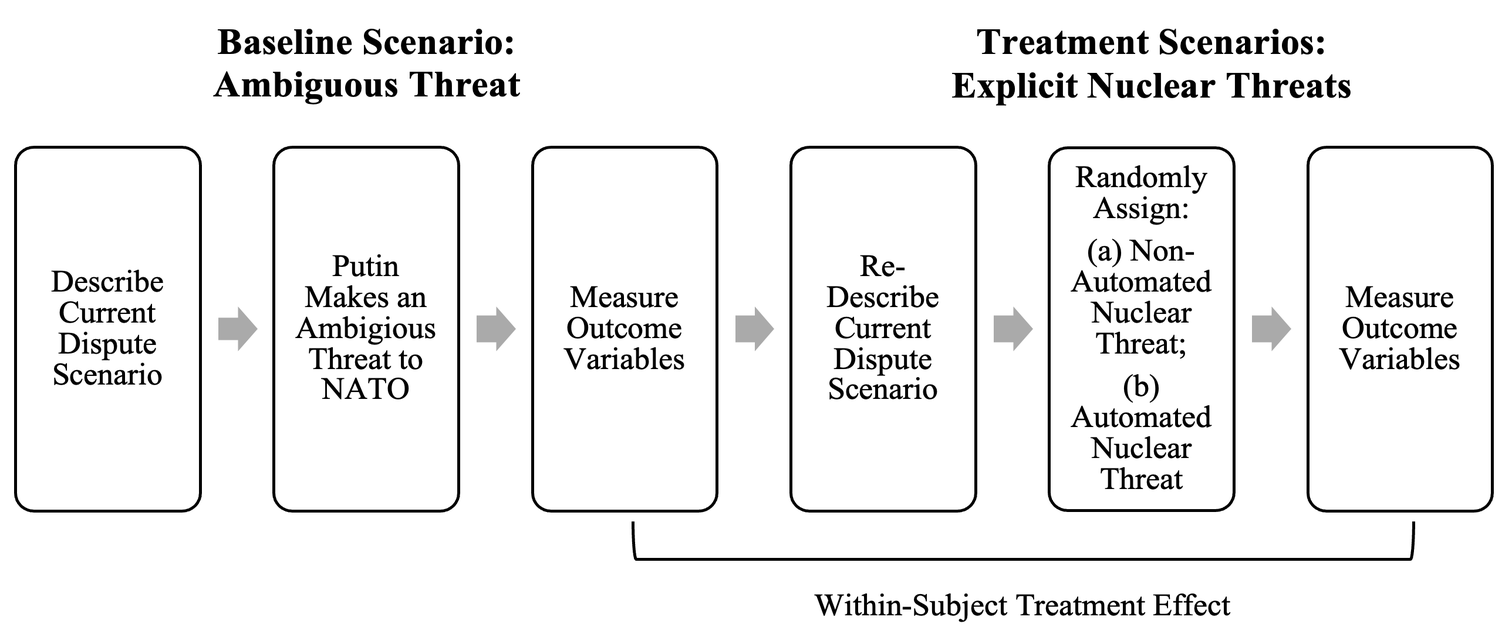 Baseline Scenario:
Ambiguous Threat
Treatment Scenarios:
Explicit Nuclear Threats
Describe
Current
Dispute
Scenario
Putin
Makes an
Ambigious
Threat to
NATO
Measure
Outcome
Variables
Re-
Describe
Current
Dispute
Scenario
Randomly
Assign:
(a) Non-
Automated
Nuclear
Threat;
(b)
Automated
Nuclear
Threat
Measure
Outcome
Variables
Within-Subject Treatment Effect